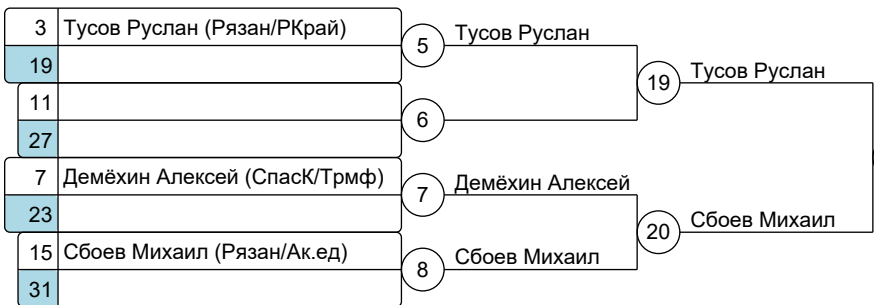 3 Тусов Руслан (Рязан/РКрай)
5 Тусов Руслан
19
19 Тусов Руслан
11
6
27
7 Демёхин Алексей (СпасК/Трмф)
7 Демёхин Алексей
23
20 Сбоев Михаил
15 Сбоев Михаил (Рязан/Ак.ед)
8 Сбоев Михаил
31